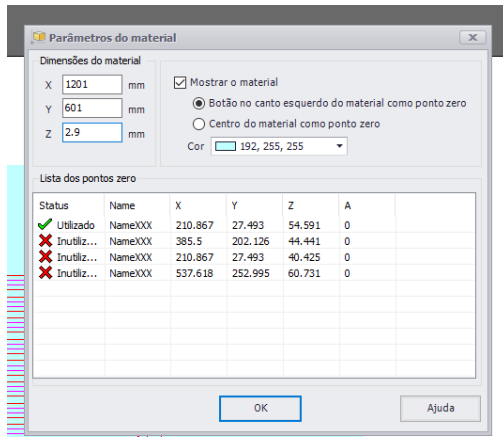 Parâmetros do material
Dimensões do material
X 1201 mm
Y 601 mm
Z 2.9 mm
Mostrar o material
Botão no canto esquerdo do material como ponto zero
Centro do material como ponto zero
Cor 192, 255, 255
Lista dos pontos zero
Status Name X Y Z A
Utilizado NameXXX 210.867 27.493 54.591 0
Inutiliz... NameXXX 385.5 202.126 44.441 0
Inutiliz... NameXXX 210.867 27.493 40.425 0
Inutiliz... NameXXX 537.618 252.995 60.731 0
OK Ajuda